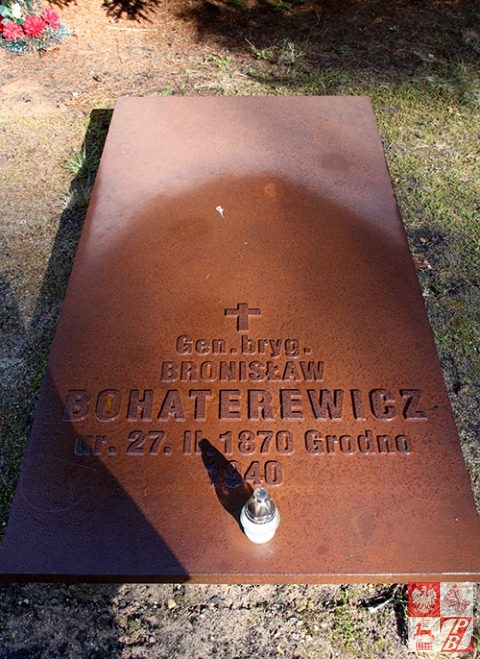 Gen. bryg.
BRONISŁAW
BOHATEREWICZ
ur. 27. II. 1870 Grodno
1940